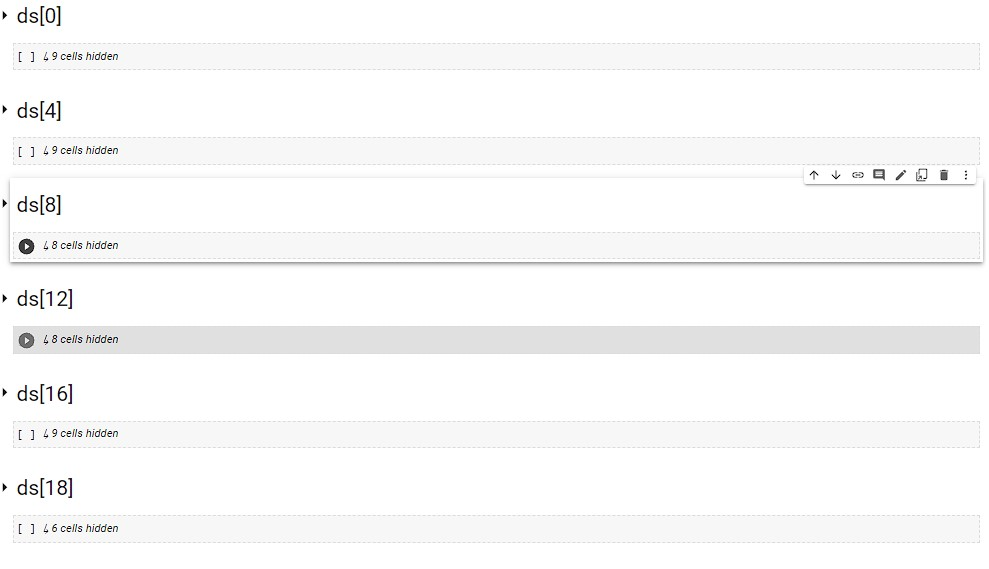 ds[0]
[ ] ↳ 9 cells hidden
ds[4]
[ ] ↳ 9 cells hidden
ds[8]
↳ 8 cells hidden
ds[12]
↳ 8 cells hidden
ds[16]
[ ] ↳ 9 cells hidden
ds[18]
[ ] ↳ 6 cells hidden